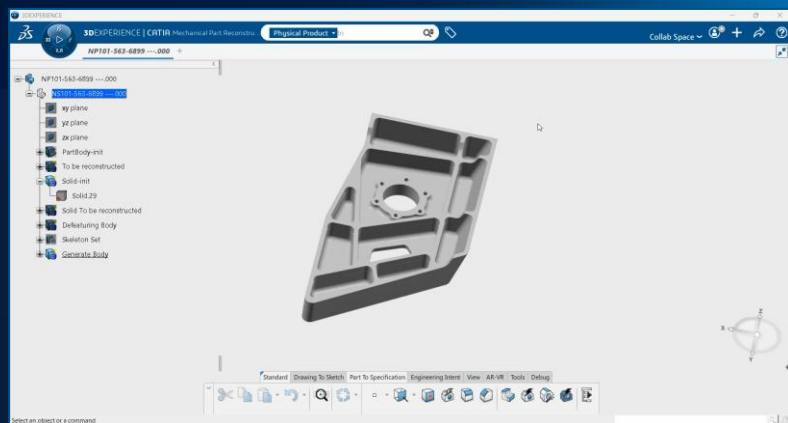 3DEXPERIENCE
3DEXPERIENCE | CATIA Mechanical Part Reconstru...
Physical Product
Collab Space
NP101-563-6899 ---.000
NP101-563-6899 ---.000
NS101-563-6899 ---.000
xy plane
yz plane
zx plane
PartBody-init
To be reconstructed
Solid-init
Solid.29
Solid To be reconstructed
Defeaturing Body
Skeleton Set
Generate Body
Z
X
Y
Standard Drawing To Sketch Part To Specification Engineering Intent View AR-VR Tools Debug
Select an object or a command